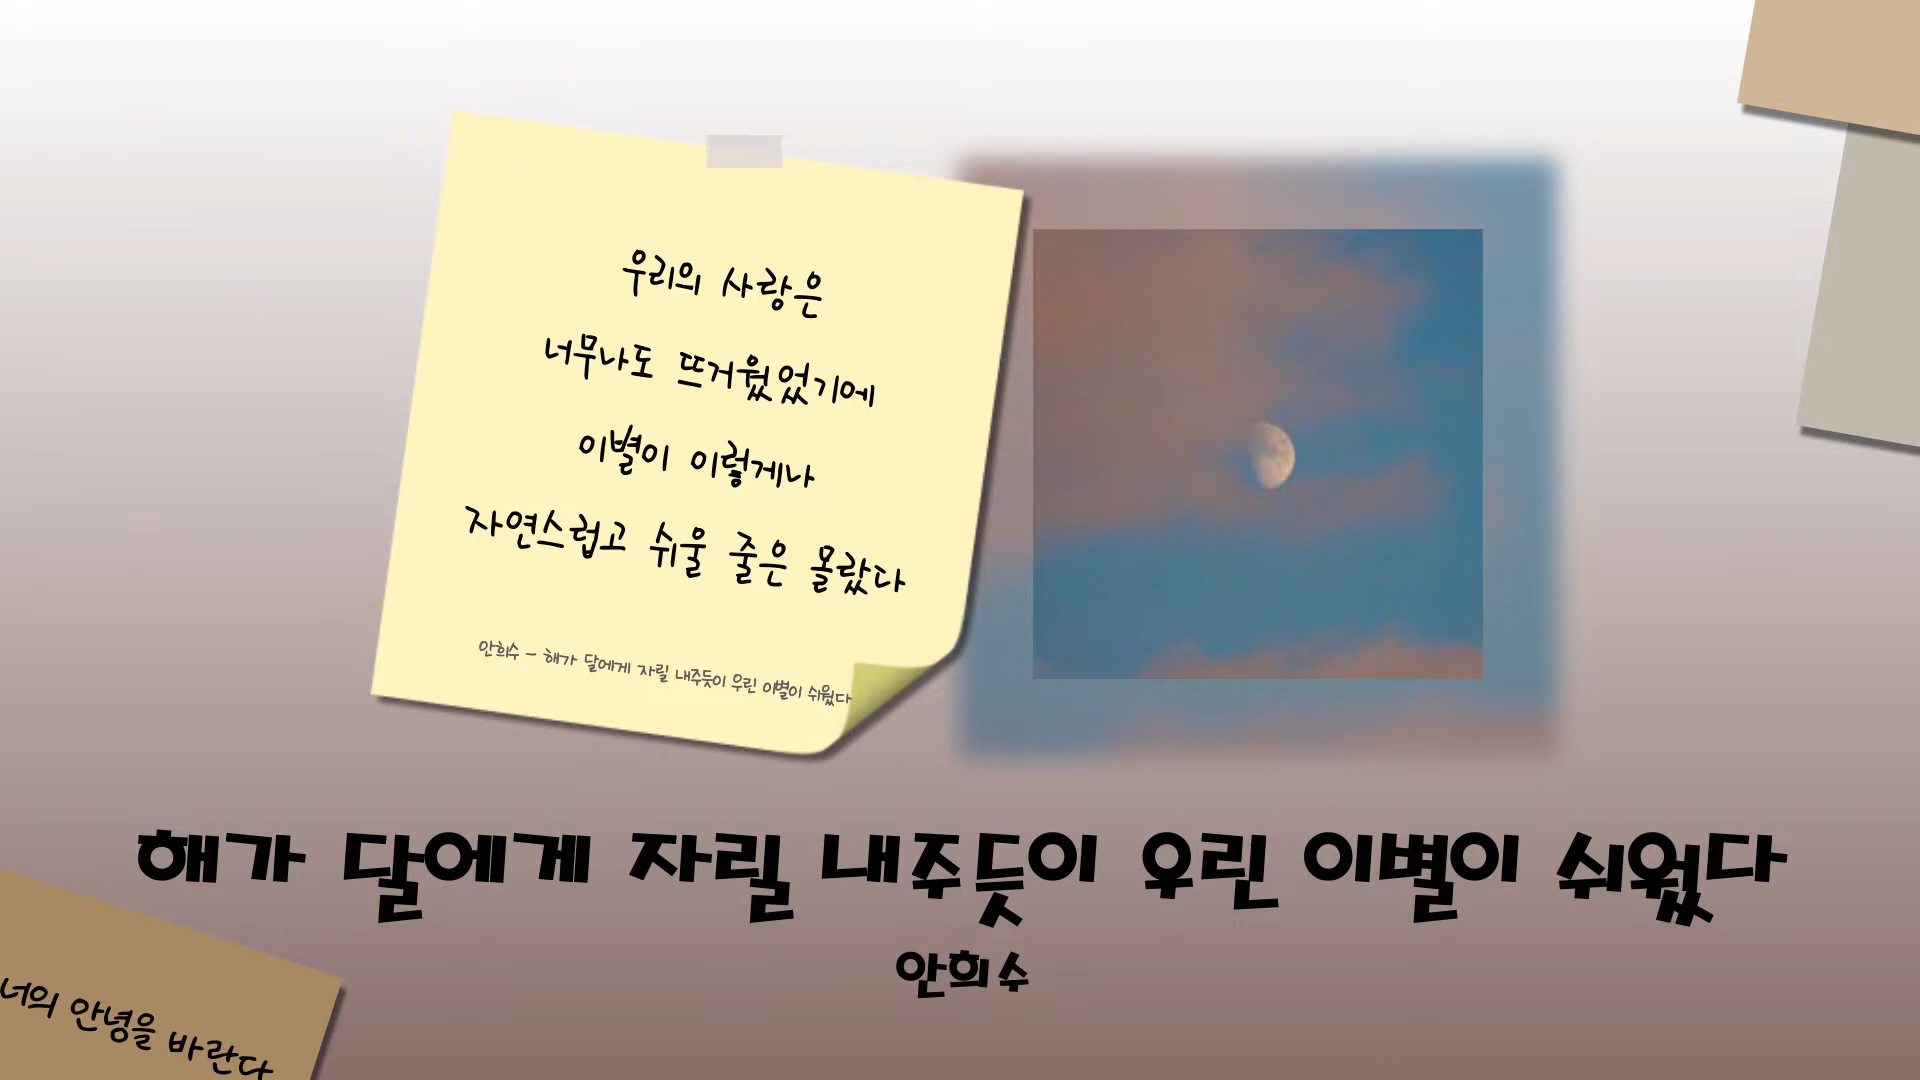 우리의 사랑은
너무나도 뜨거웠었기에
이별이 이렇게나
자연스럽고 쉬울 줄은 몰랐다
안희수 – 해가 달에게 자릴 내주듯이 우린 이별이 쉬웠다
해가 달에게 자릴 내주듯이 우린 이별이 쉬웠다
안희수
너의 안녕을 바란다